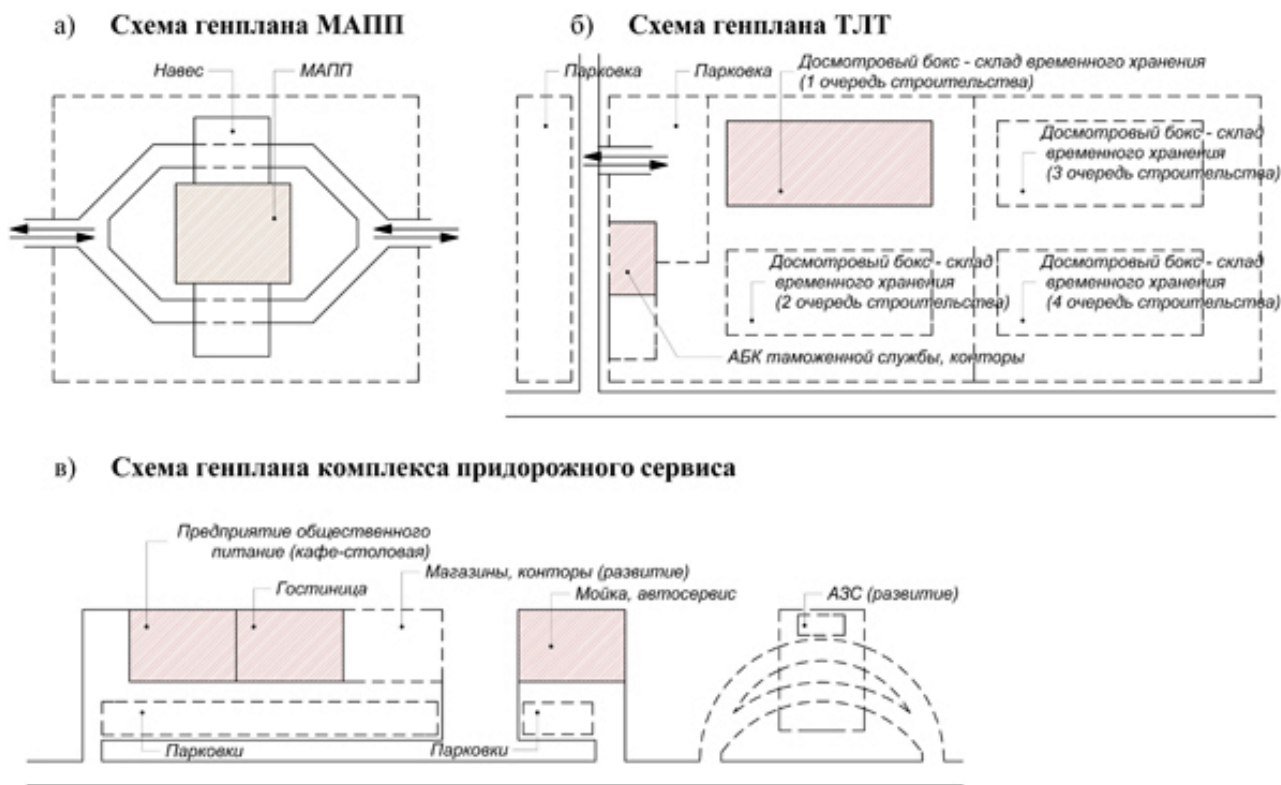 а) Схема генплана МАПП
Навес
МАПП
б) Схема генплана ТЛТ
Парковка
Парковка
Досмотровый бокс - склад временного хранения
(1 очередь строительства)
Досмотровый бокс - склад
временного хранения
(3 очередь строительства)
Досмотровый бокс - склад
временного хранения
(2 очередь строительства)
Досмотровый бокс - склад
временного хранения
(4 очередь строительства)
АБК таможенной службы, конторы
в) Схема генплана комплекса придорожного сервиса
Предприятие общественного
питание (кафе-столовая)
Гостиница
Магазины, конторы (развитие)
Мойка, автосервис
АЗС (развитие)
Парковки
Парковки